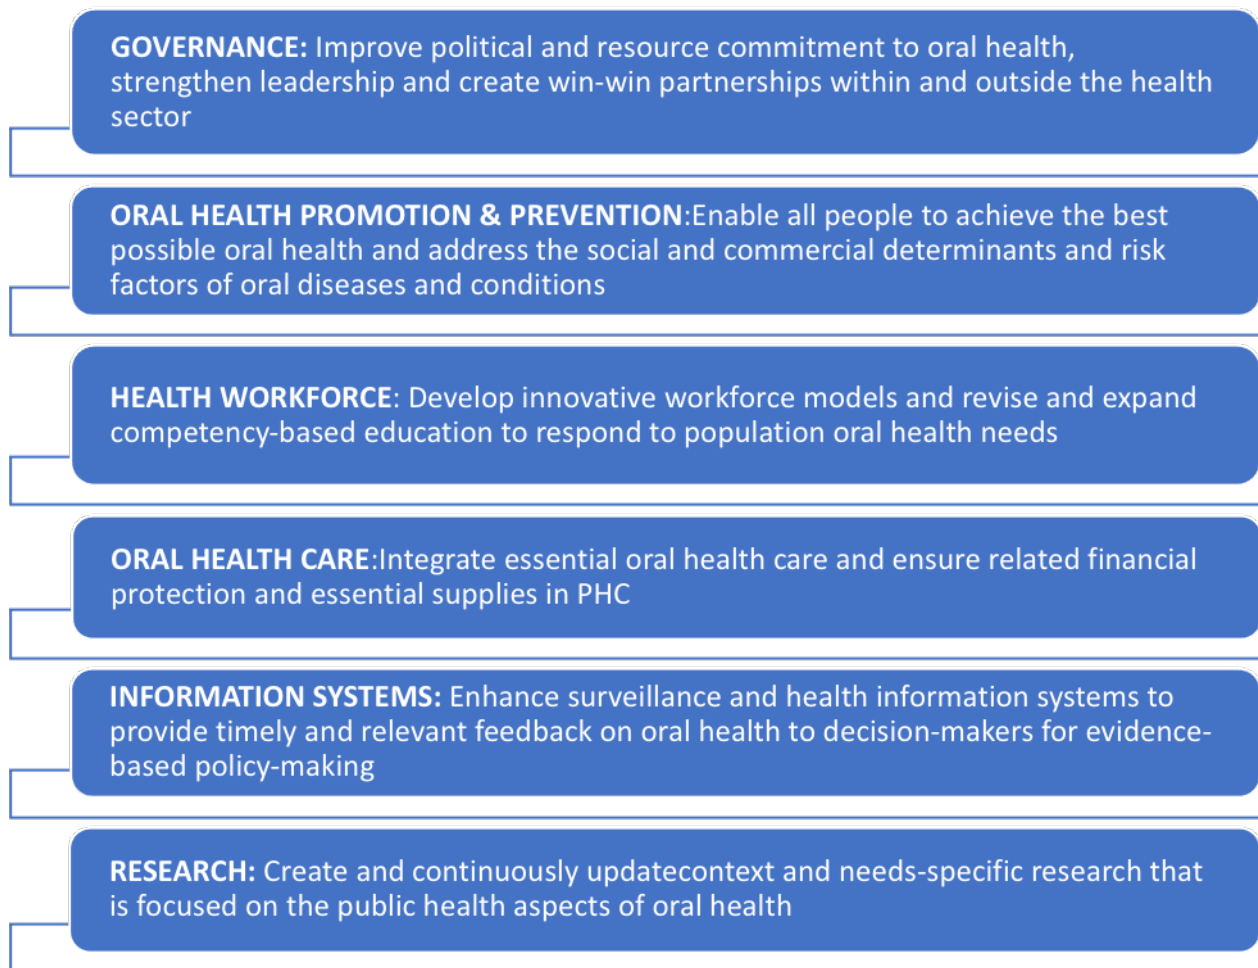 GOVERNANCE: Improve political and resource commitment to oral health,
strengthen leadership and create win-win partnerships within and outside the health
sector
ORAL HEALTH PROMOTION & PREVENTION:Enable all people to achieve the best
possible oral health and address the social and commercial determinants and risk
factors of oral diseases and conditions
HEALTH WORKFORCE: Develop innovative workforce models and revise and expand
competency-based education to respond to population oral health needs
ORAL HEALTH CARE:Integrate essential oral health care and ensure related financial
protection and essential supplies in PHC
INFORMATION SYSTEMS: Enhance surveillance and health information systems to
provide timely and relevant feedback on oral health to decision-makers for evidence-
based policy-making
RESEARCH: Create and continuously updatecontext and needs-specific research that
is focused on the public health aspects of oral health